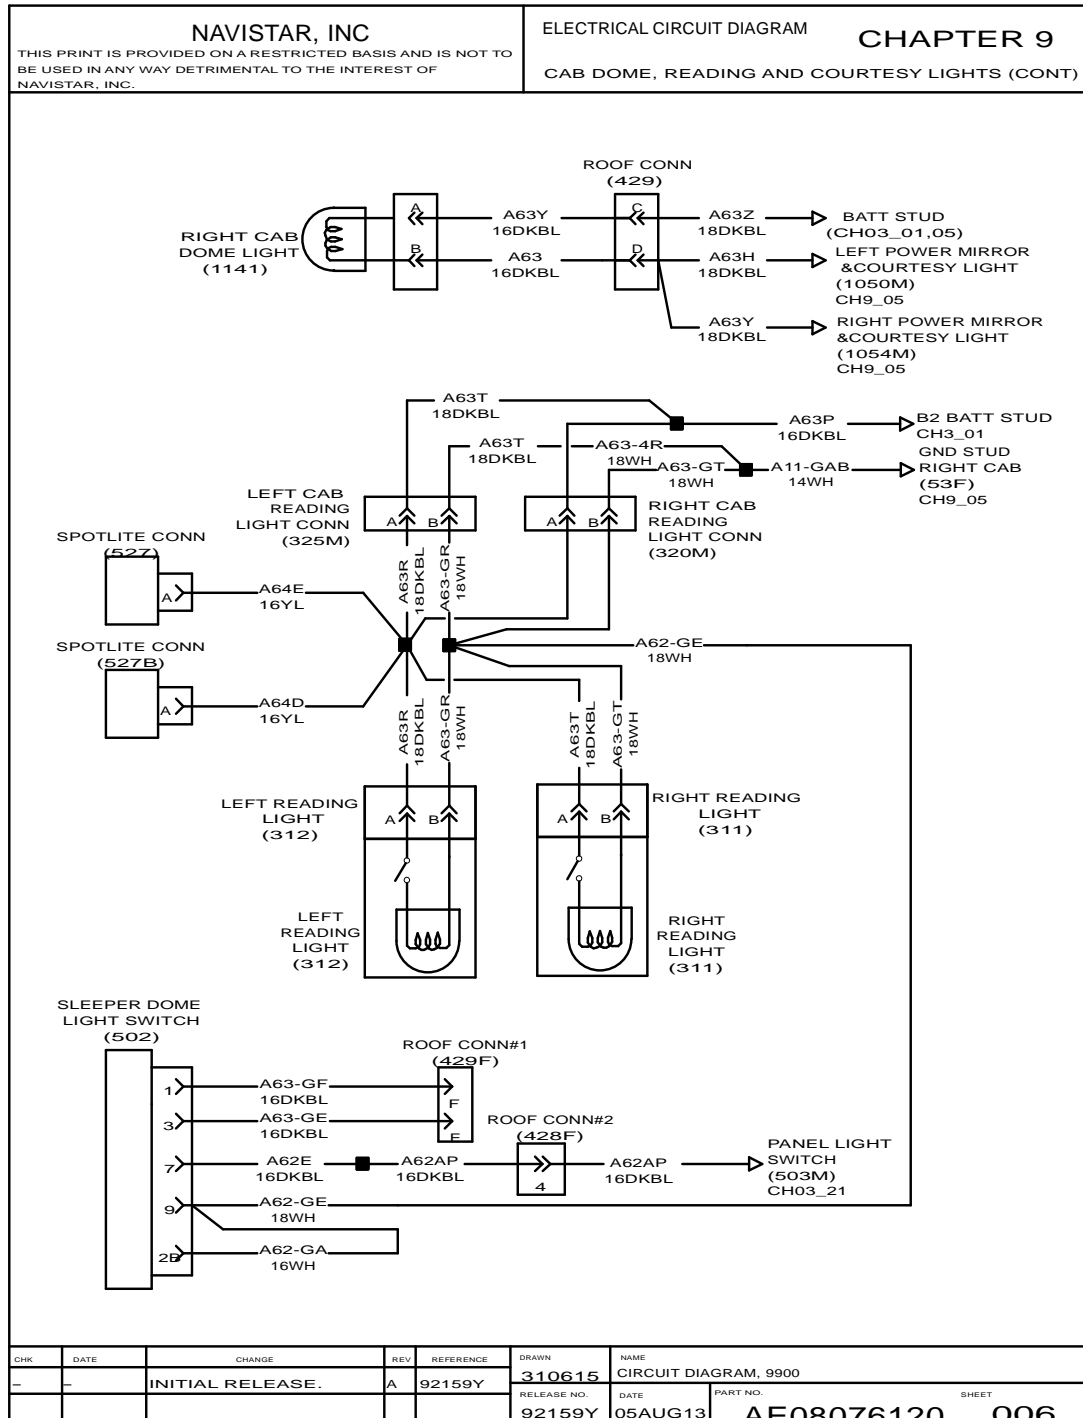 NAVISTAR, INC
THIS PRINT IS PROVIDED ON A RESTRICTED BASIS AND IS NOT TO
BE USED IN ANY WAY DETRIMENTAL TO THE INTEREST OF
NAVISTAR, INC.
ELECTRICAL CIRCUIT DIAGRAM
CHAPTER 9
CAB DOME, READING AND COURTESY LIGHTS (CONT)
ROOF CONN
(429)
RIGHT CAB
DOME LIGHT
(1141)
A
B
A63Y
16DKBL
A63
16DKBL
C
D
A63Z
18DKBL
A63H
18DKBL
A63Y
18DKBL
BATT STUD
(CH03_01,05)
LEFT POWER MIRROR
&COURTESY LIGHT
(1050M)
CH9_05
RIGHT POWER MIRROR
&COURTESY LIGHT
(1054M)
CH9_05
A63T
18DKBL
A63P
16DKBL
B2 BATT STUD
CH3_01
A63T
18DKBL
A63-4R
18WH
A63-GT
18WH
A11-GAB
14WH
GND STUD
RIGHT CAB
(53F)
CH9_05
LEFT CAB
READING
LIGHT CONN
(325M)
A
B
A
B
RIGHT CAB
READING
LIGHT CONN
(320M)
SPOTLITE CONN
(527)
A
A64E
16YL
A63R
18DKBL
A63-GR
18WH
A62-GE
18WH
SPOTLITE CONN
(527B)
A
A64D
16YL
A63R
18DKBL
A63-GR
18WH
A63T
18DKBL
A63-GT
18WH
LEFT READING
LIGHT
(312)
A
B
A
B
RIGHT READING
LIGHT
(311)
LEFT
READING
LIGHT
(312)
RIGHT
READING
LIGHT
(311)
SLEEPER DOME
LIGHT SWITCH
(502)
ROOF CONN#1
(429F)
1
A63-GF
16DKBL
F
3
A63-GE
16DKBL
E
ROOF CONN#2
(428F)
7
A62E
16DKBL
A62AP
16DKBL
4
A62AP
16DKBL
PANEL LIGHT
SWITCH
(503M)
CH03_21
9
A62-GE
18WH
2B
A62-GA
16WH
CHK DATE CHANGE REV REFERENCE
– – INITIAL RELEASE. A 92159Y
DRAWN
310615
NAME
CIRCUIT DIAGRAM, 9900
RELEASE NO.
92159Y
DATE
05AUG13
PART NO.
AE08076120
SHEET
006